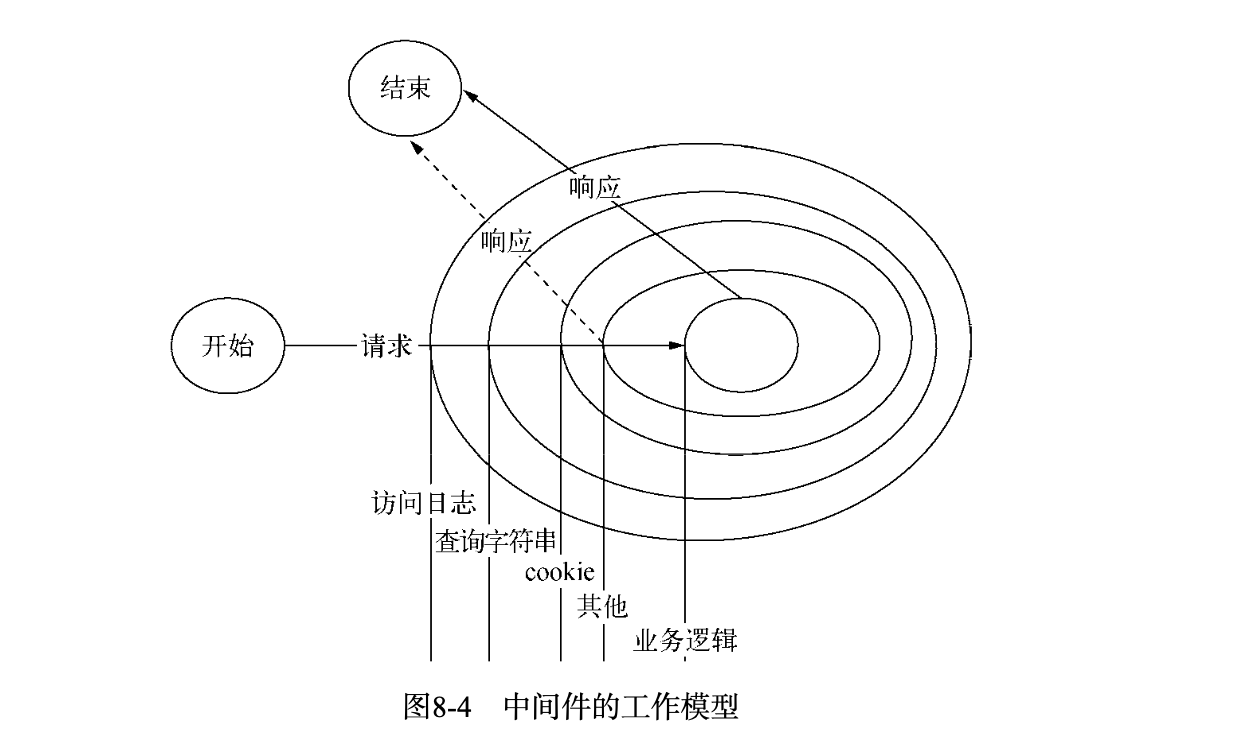 结束
响应
响应
开始
请求
访问日志
查询字符串
cookie
其他
业务逻辑
图8-4 中间件的工作模型